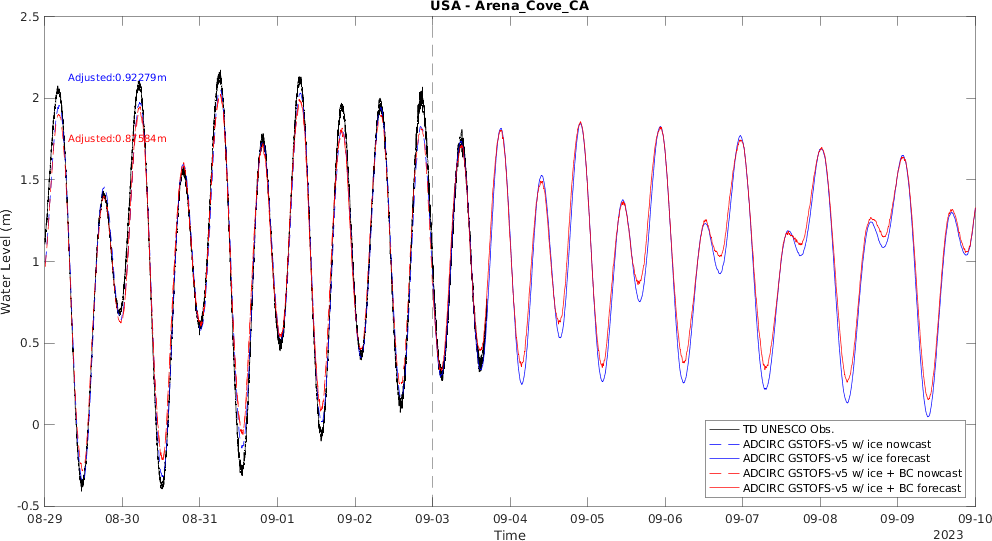 USA - Arena_Cove_CA
2.5
2
1.5
1
0.5
0
-0.5
Water Level (m)
Adjusted:0.92279m
Adjusted:0.87584m
TD UNESCO Obs.
ADCIRC GSTOFS-v5 w/ ice nowcast
ADCIRC GSTOFS-v5 w/ ice forecast
ADCIRC GSTOFS-v5 w/ ice + BC nowcast
ADCIRC GSTOFS-v5 w/ ice + BC forecast
08-29 08-30 08-31 09-01 09-02 09-03 09-04 09-05 09-06 09-07 09-08 09-09 09-10
Time
2023